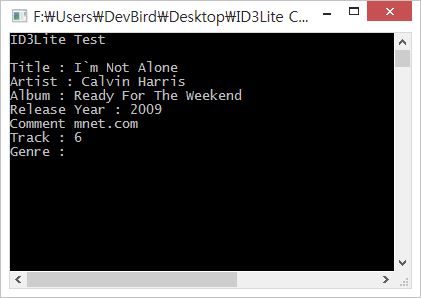 F:₩Users₩DevBird₩Desktop₩ID3Lite C...
ID3Lite Test
Title : I`m Not Alone
Artist : Calvin Harris
Album : Ready For The Weekend
Release Year : 2009
Comment mnet.com
Track : 6
Genre :